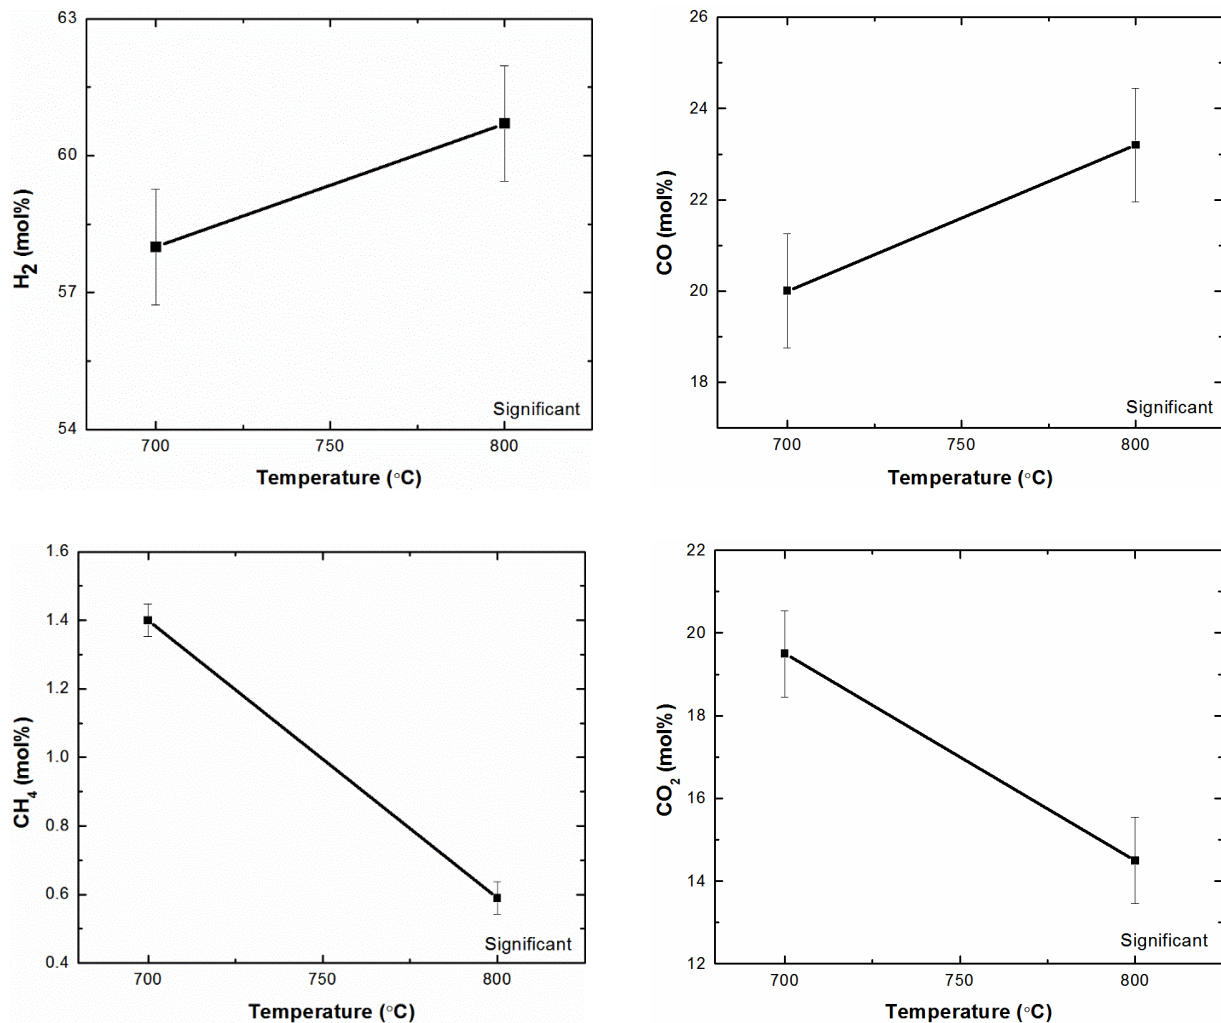 63
60
57
54
H2 (mol%)
Significant
700
750
800
Temperature (°C)
26
24
22
20
18
CO (mol%)
Significant
700
750
800
Temperature (°C)
1.6
1.4
1.2
1.0
0.8
0.6
0.4
CH4 (mol%)
Significant
700
750
800
Temperature (°C)
22
20
18
16
14
12
CO2 (mol%)
Significant
700
750
800
Temperature (°C)